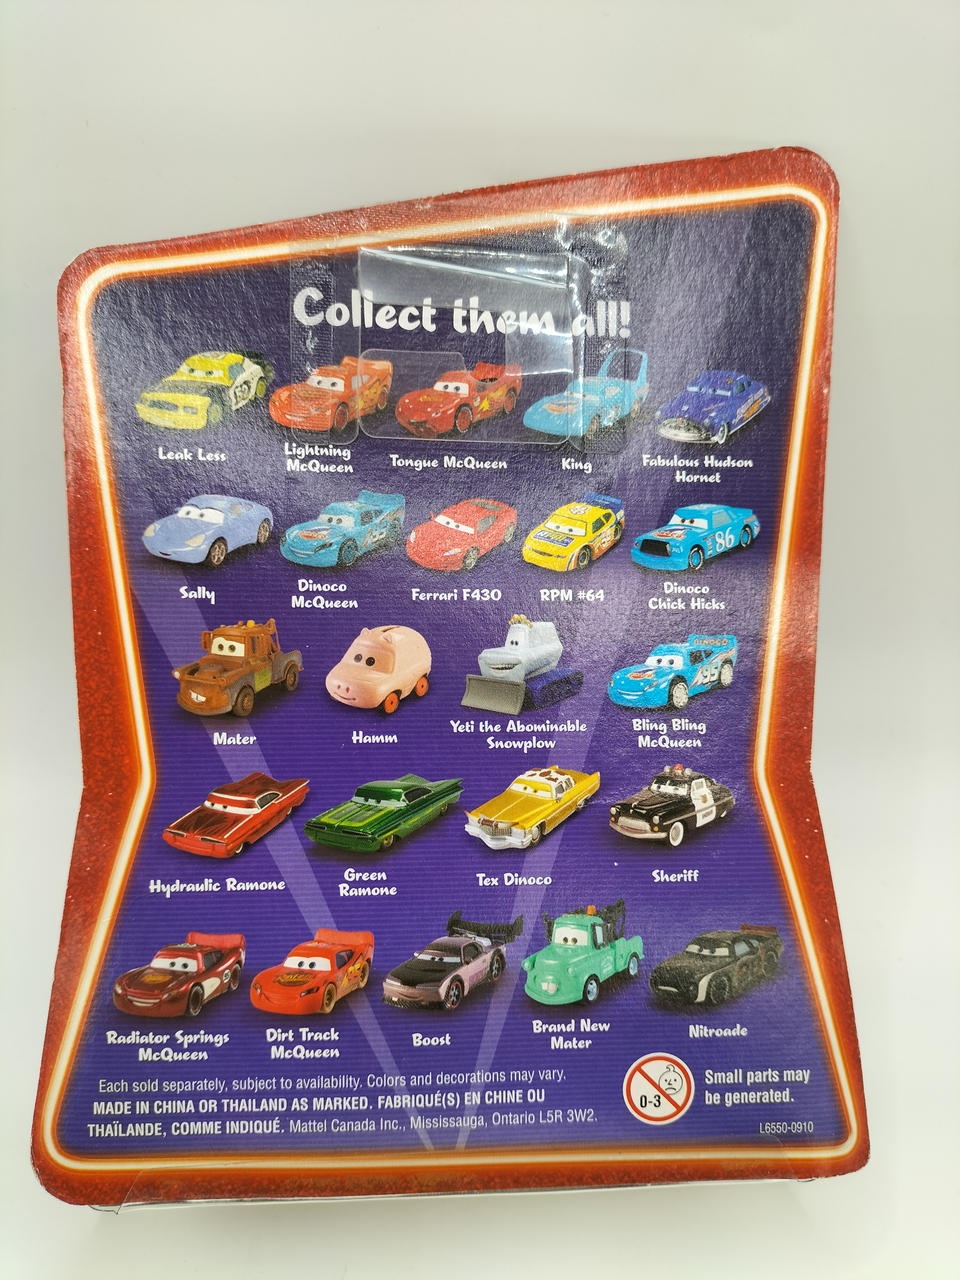 Collect them all!
Leak Less
Lightning
McQueen
Tongue McQueen
King
Fabulous Hudson
Hornet
Sally
Dinoco
McQueen
Ferrari F430
RPM #64
86
Dinoco
Chick Hicks
Mater
Hamm
Yeti the Abominable
Snowplow
DINOCO
95
Bling Bling
McQueen
Hydraulic Ramone
Green
Ramone
Tex Dinoco
Sheriff
Radiator Springs
McQueen
Dirt Track
McQueen
Boost
Brand New
Mater
Nitroade
Each sold separately, subject to availability. Colors and decorations may vary.
MADE IN CHINA OR THAILAND AS MARKED. FABRIQUÉ(S) EN CHINE OU
THAÏLANDE, COMME INDIQUÉ. Mattel Canada Inc., Mississauga, Ontario L5R 3W2.
0-3
Small parts may
be generated.
L6550-0910